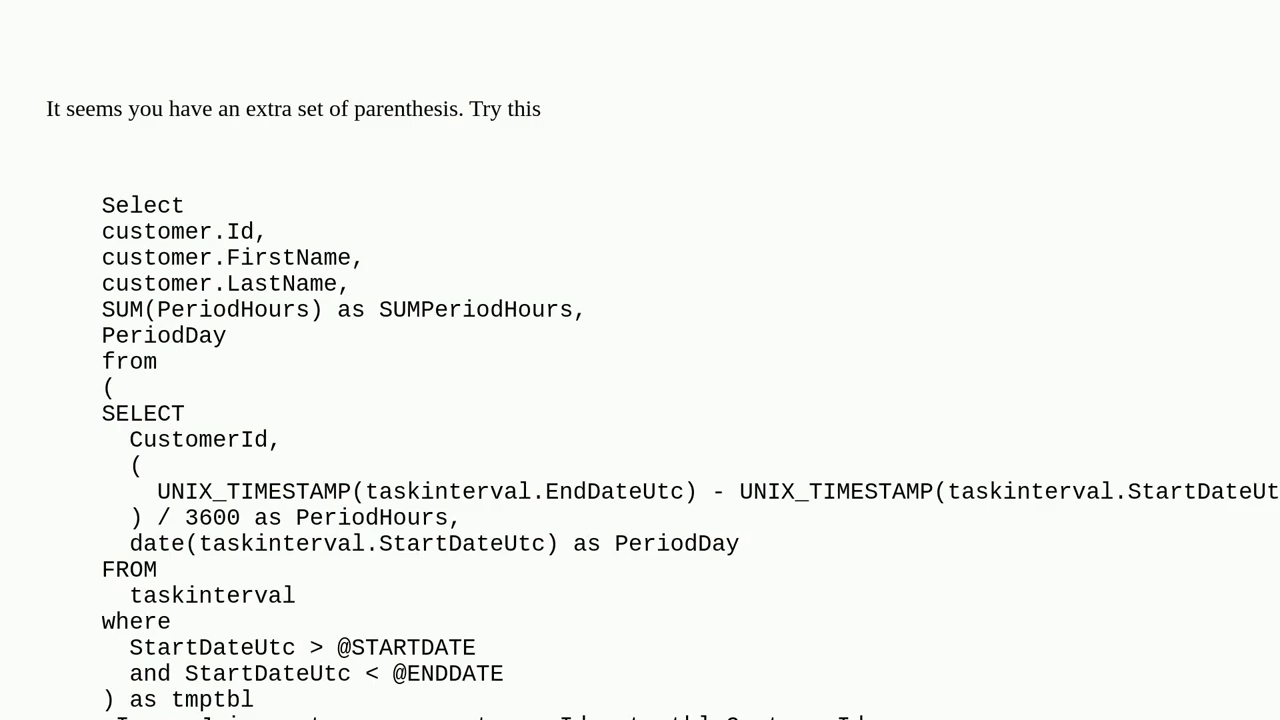 It seems you have an extra set of parenthesis. Try this
Select
customer.Id,
customer.FirstName,
customer.LastName,
SUM(PeriodHours) as SUMPeriodHours,
PeriodDay
from
(
SELECT
  CustomerId,
  (
    UNIX_TIMESTAMP(taskinterval.EndDateUtc) - UNIX_TIMESTAMP(taskinterval.StartDateUt
  ) / 3600 as PeriodHours,
  date(taskinterval.StartDateUtc) as PeriodDay
FROM
  taskinterval
where
  StartDateUtc > @STARTDATE
  and StartDateUtc < @ENDDATE
) as tmptbl